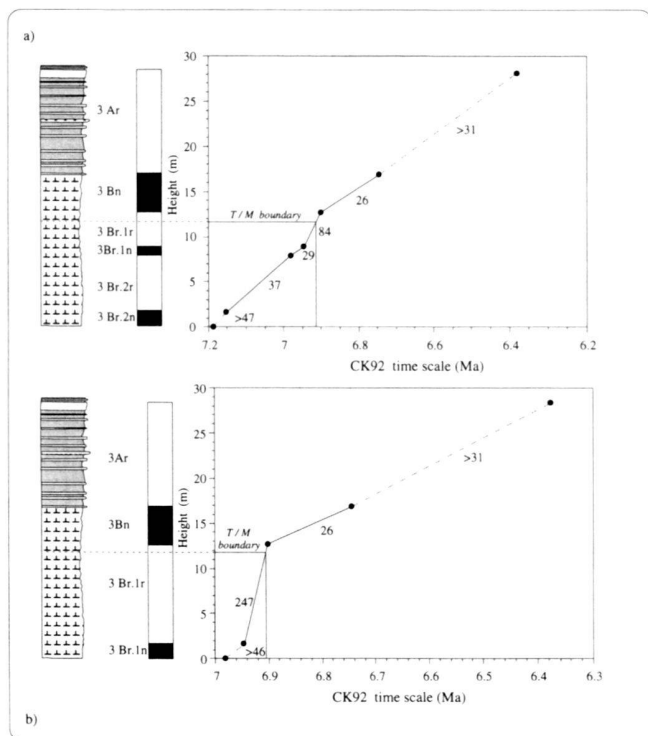 a)
3 Ar
3 Bn
3 Br.1r
3Br.1n
3 Br.2r
3 Br.2n
Height (m)
30
25
20
15
10
5
0
T / M boundary
>31
26
84
29
37
>47
7.2
7
6.8
6.6
6.4
6.2
CK92 time scale (Ma)
3Ar
3Bn
3 Br.1r
3 Br.1n
Height (m)
30
25
20
15
10
5
0
T / M
boundary
>31
26
247
>46
7
6.9
6.8
6.7
6.6
6.5
6.4
6.3
CK92 time scale (Ma)
b)